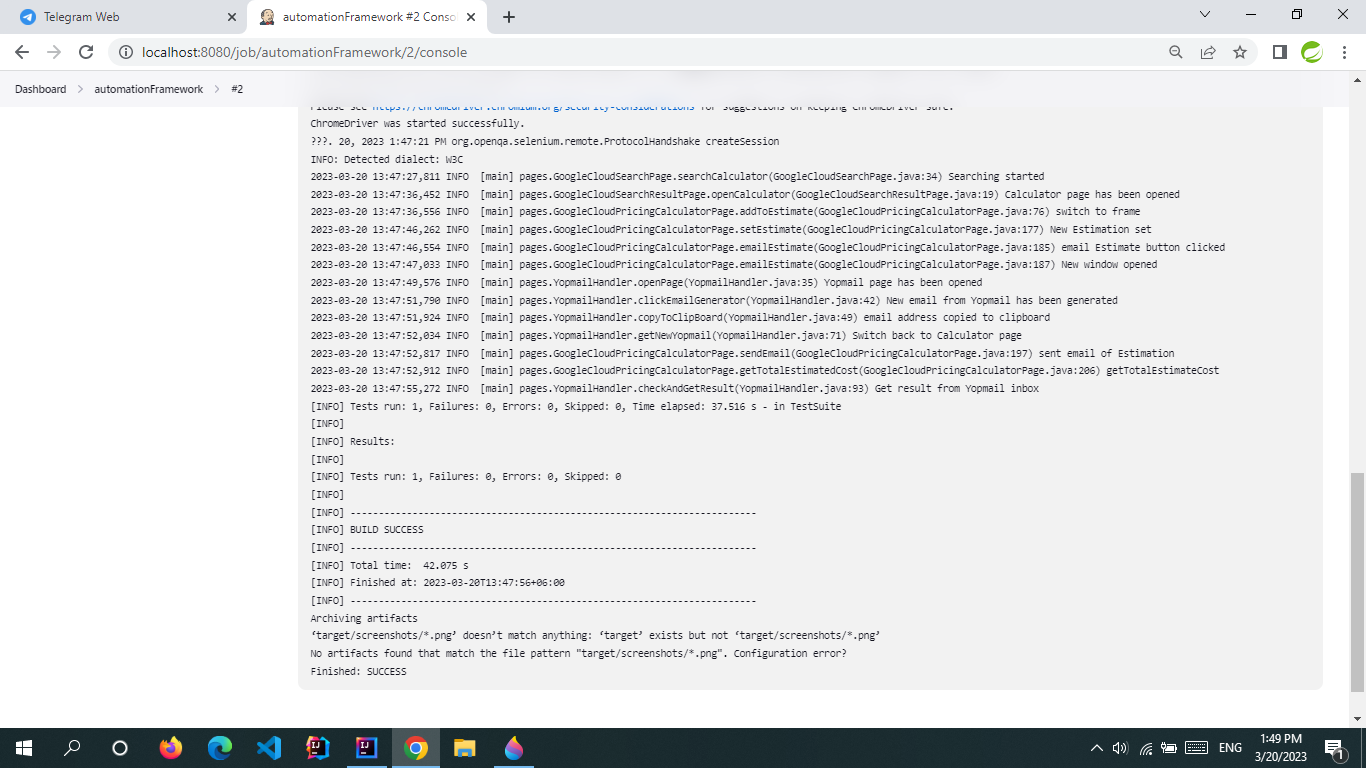 Telegram Web
automationFramework #2 Conso
localhost:8080/job/automationFramework/2/console
Dashboard > automationFramework > #2
Please see https://chromedriver.chromium.org/security-considerations for suggestions on keeping ChromeDriver safe.
ChromeDriver was started successfully.
???. 20, 2023 1:47:21 PM org.openqa.selenium.remote.ProtocolHandshake createSession
INFO: Detected dialect: W3C
2023-03-20 13:47:27,811 INFO  [main] pages.GoogleCloudSearchPage.searchCalculator(GoogleCloudSearchPage.java:34) Searching started
2023-03-20 13:47:36,452 INFO  [main] pages.GoogleCloudSearchResultPage.openCalculator(GoogleCloudSearchResultPage.java:19) Calculator page has been opened
2023-03-20 13:47:36,556 INFO  [main] pages.GoogleCloudPricingCalculatorPage.addToEstimate(GoogleCloudPricingCalculatorPage.java:76) switch to frame
2023-03-20 13:47:46,262 INFO  [main] pages.GoogleCloudPricingCalculatorPage.setEstimate(GoogleCloudPricingCalculatorPage.java:177) New Estimation set
2023-03-20 13:47:46,554 INFO  [main] pages.GoogleCloudPricingCalculatorPage.emailEstimate(GoogleCloudPricingCalculatorPage.java:185) email Estimate button clicked
2023-03-20 13:47:47,033 INFO  [main] pages.GoogleCloudPricingCalculatorPage.emailEstimate(GoogleCloudPricingCalculatorPage.java:187) New window opened
2023-03-20 13:47:49,576 INFO  [main] pages.YopmailHandler.openPage(YopmailHandler.java:35) Yopmail page has been opened
2023-03-20 13:47:51,790 INFO  [main] pages.YopmailHandler.clickEmailGenerator(YopmailHandler.java:42) New email from Yopmail has been generated
2023-03-20 13:47:51,924 INFO  [main] pages.YopmailHandler.copyToClipBoard(YopmailHandler.java:49) email address copied to clipboard
2023-03-20 13:47:52,034 INFO  [main] pages.YopmailHandler.getNewYopmail(YopmailHandler.java:71) Switch back to Calculator page
2023-03-20 13:47:52,817 INFO  [main] pages.GoogleCloudPricingCalculatorPage.sendEmail(GoogleCloudPricingCalculatorPage.java:197) sent email of Estimation
2023-03-20 13:47:52,912 INFO  [main] pages.GoogleCloudPricingCalculatorPage.getTotalEstimatedCost(GoogleCloudPricingCalculatorPage.java:206) getTotalEstimateCost
2023-03-20 13:47:55,272 INFO  [main] pages.YopmailHandler.checkAndGetResult(YopmailHandler.java:93) Get result from Yopmail inbox
[INFO] Tests run: 1, Failures: 0, Errors: 0, Skipped: 0, Time elapsed: 37.516 s - in TestSuite
[INFO]
[INFO] Results:
[INFO]
[INFO] Tests run: 1, Failures: 0, Errors: 0, Skipped: 0
[INFO]
[INFO] ------------------------------------------------------------------------
[INFO] BUILD SUCCESS
[INFO] ------------------------------------------------------------------------
[INFO] Total time:  42.075 s
[INFO] Finished at: 2023-03-20T13:47:56+06:00
[INFO] ------------------------------------------------------------------------
Archiving artifacts
‘target/screenshots/*.png’ doesn’t match anything: ‘target’ exists but not ‘target/screenshots/*.png’
No artifacts found that match the file pattern "target/screenshots/*.png". Configuration error?
Finished: SUCCESS
ENG
1:49 PM
3/20/2023
1